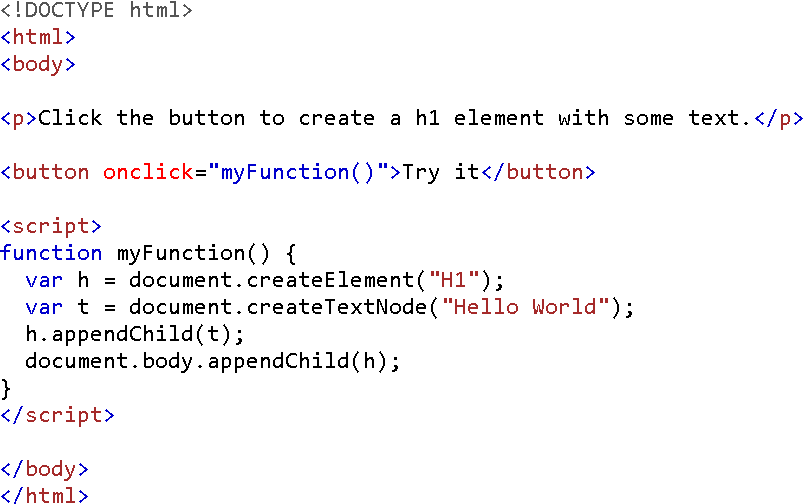 <!DOCTYPE html>
<html>
<body>
<p>Click the button to create a h1 element with some text.</p>
<button onclick="myFunction()">Try it</button>
<script>
function myFunction() {
  var h = document.createElement("H1");
  var t = document.createTextNode("Hello World");
  h.appendChild(t);
  document.body.appendChild(h);
}
</script>
</body>
</html>